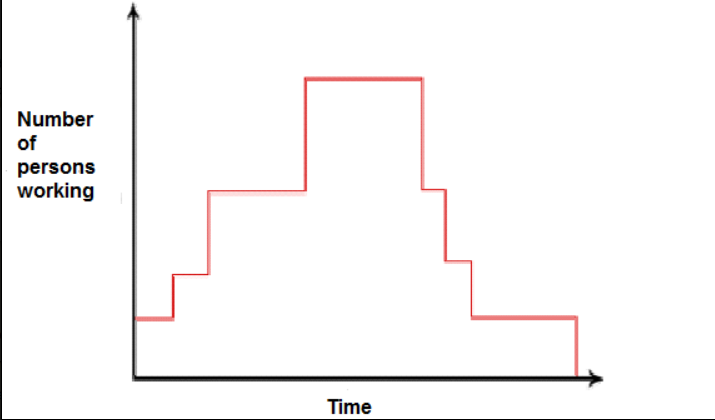 Number
of
persons
working
Time